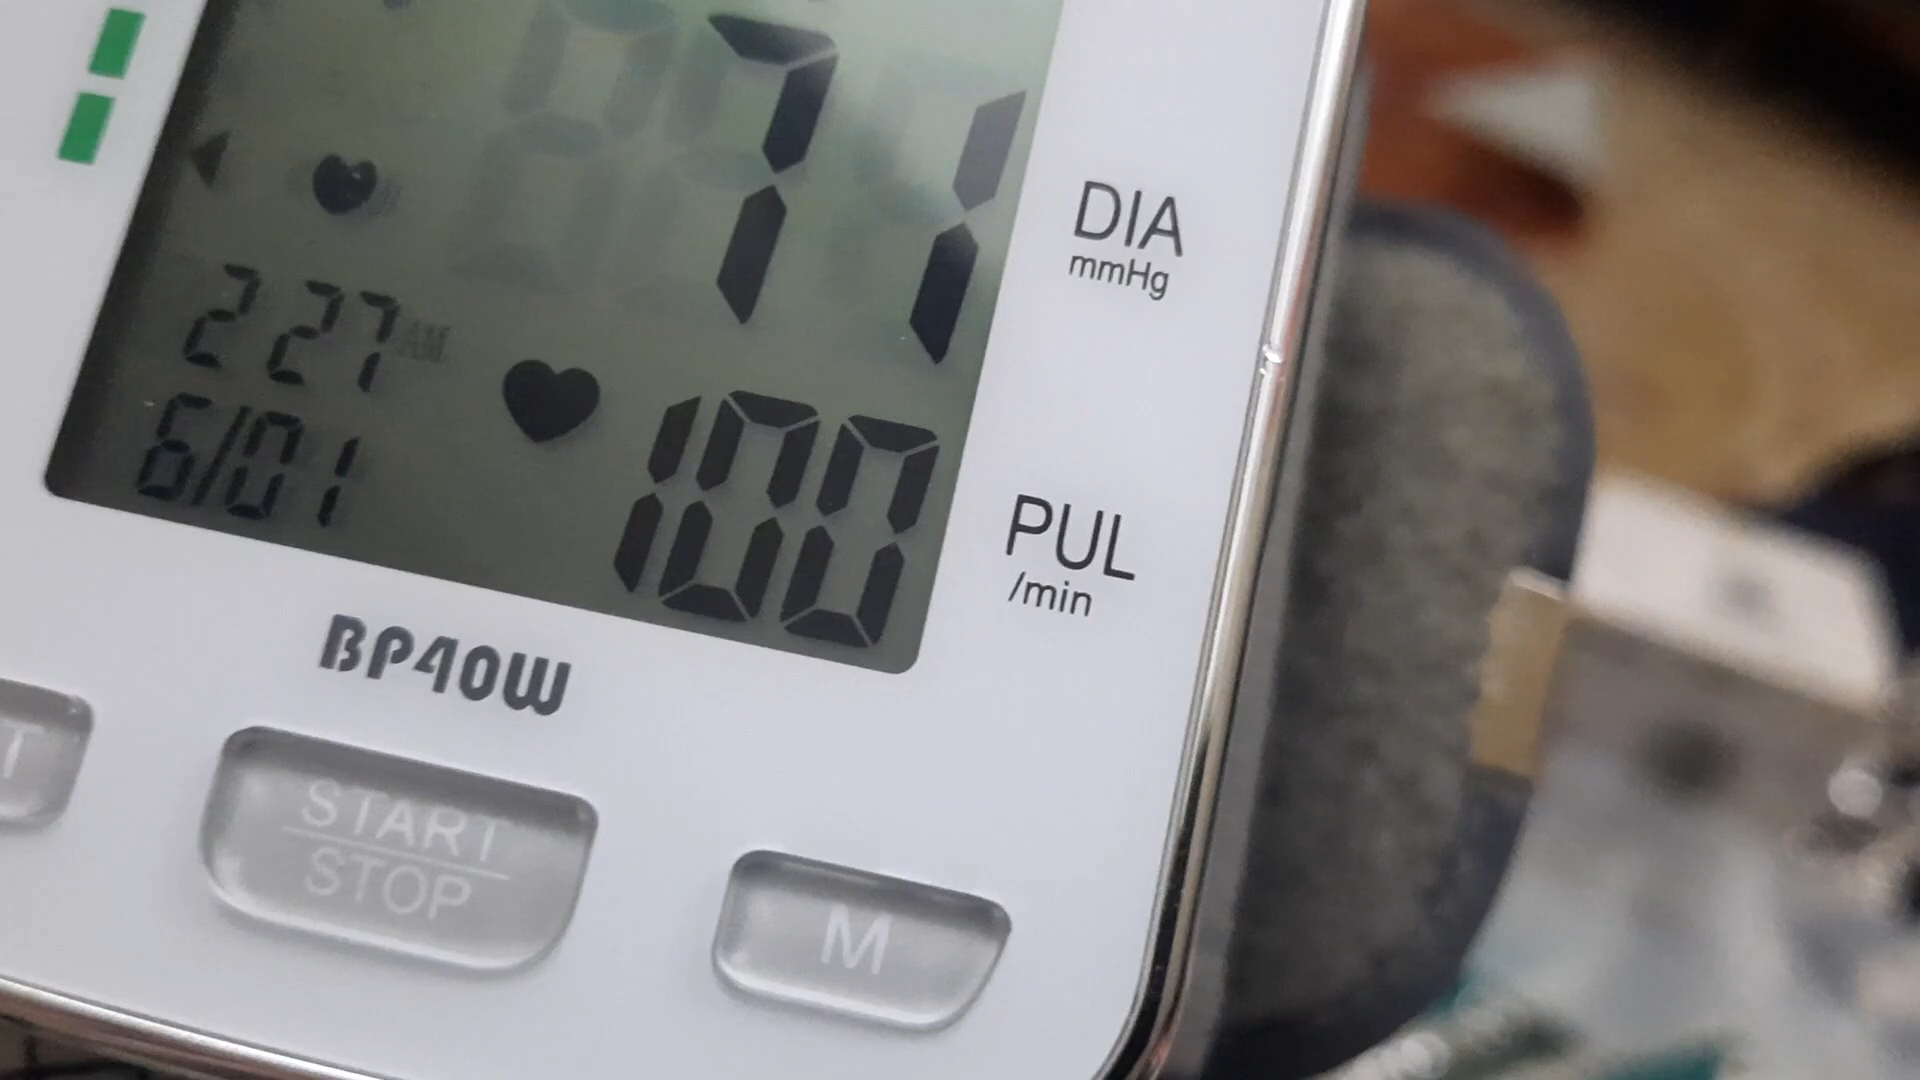 71
DIA
mmHg
2 27 AM
6/01
100
PUL
/min
BP40W
T
START
STOP
M